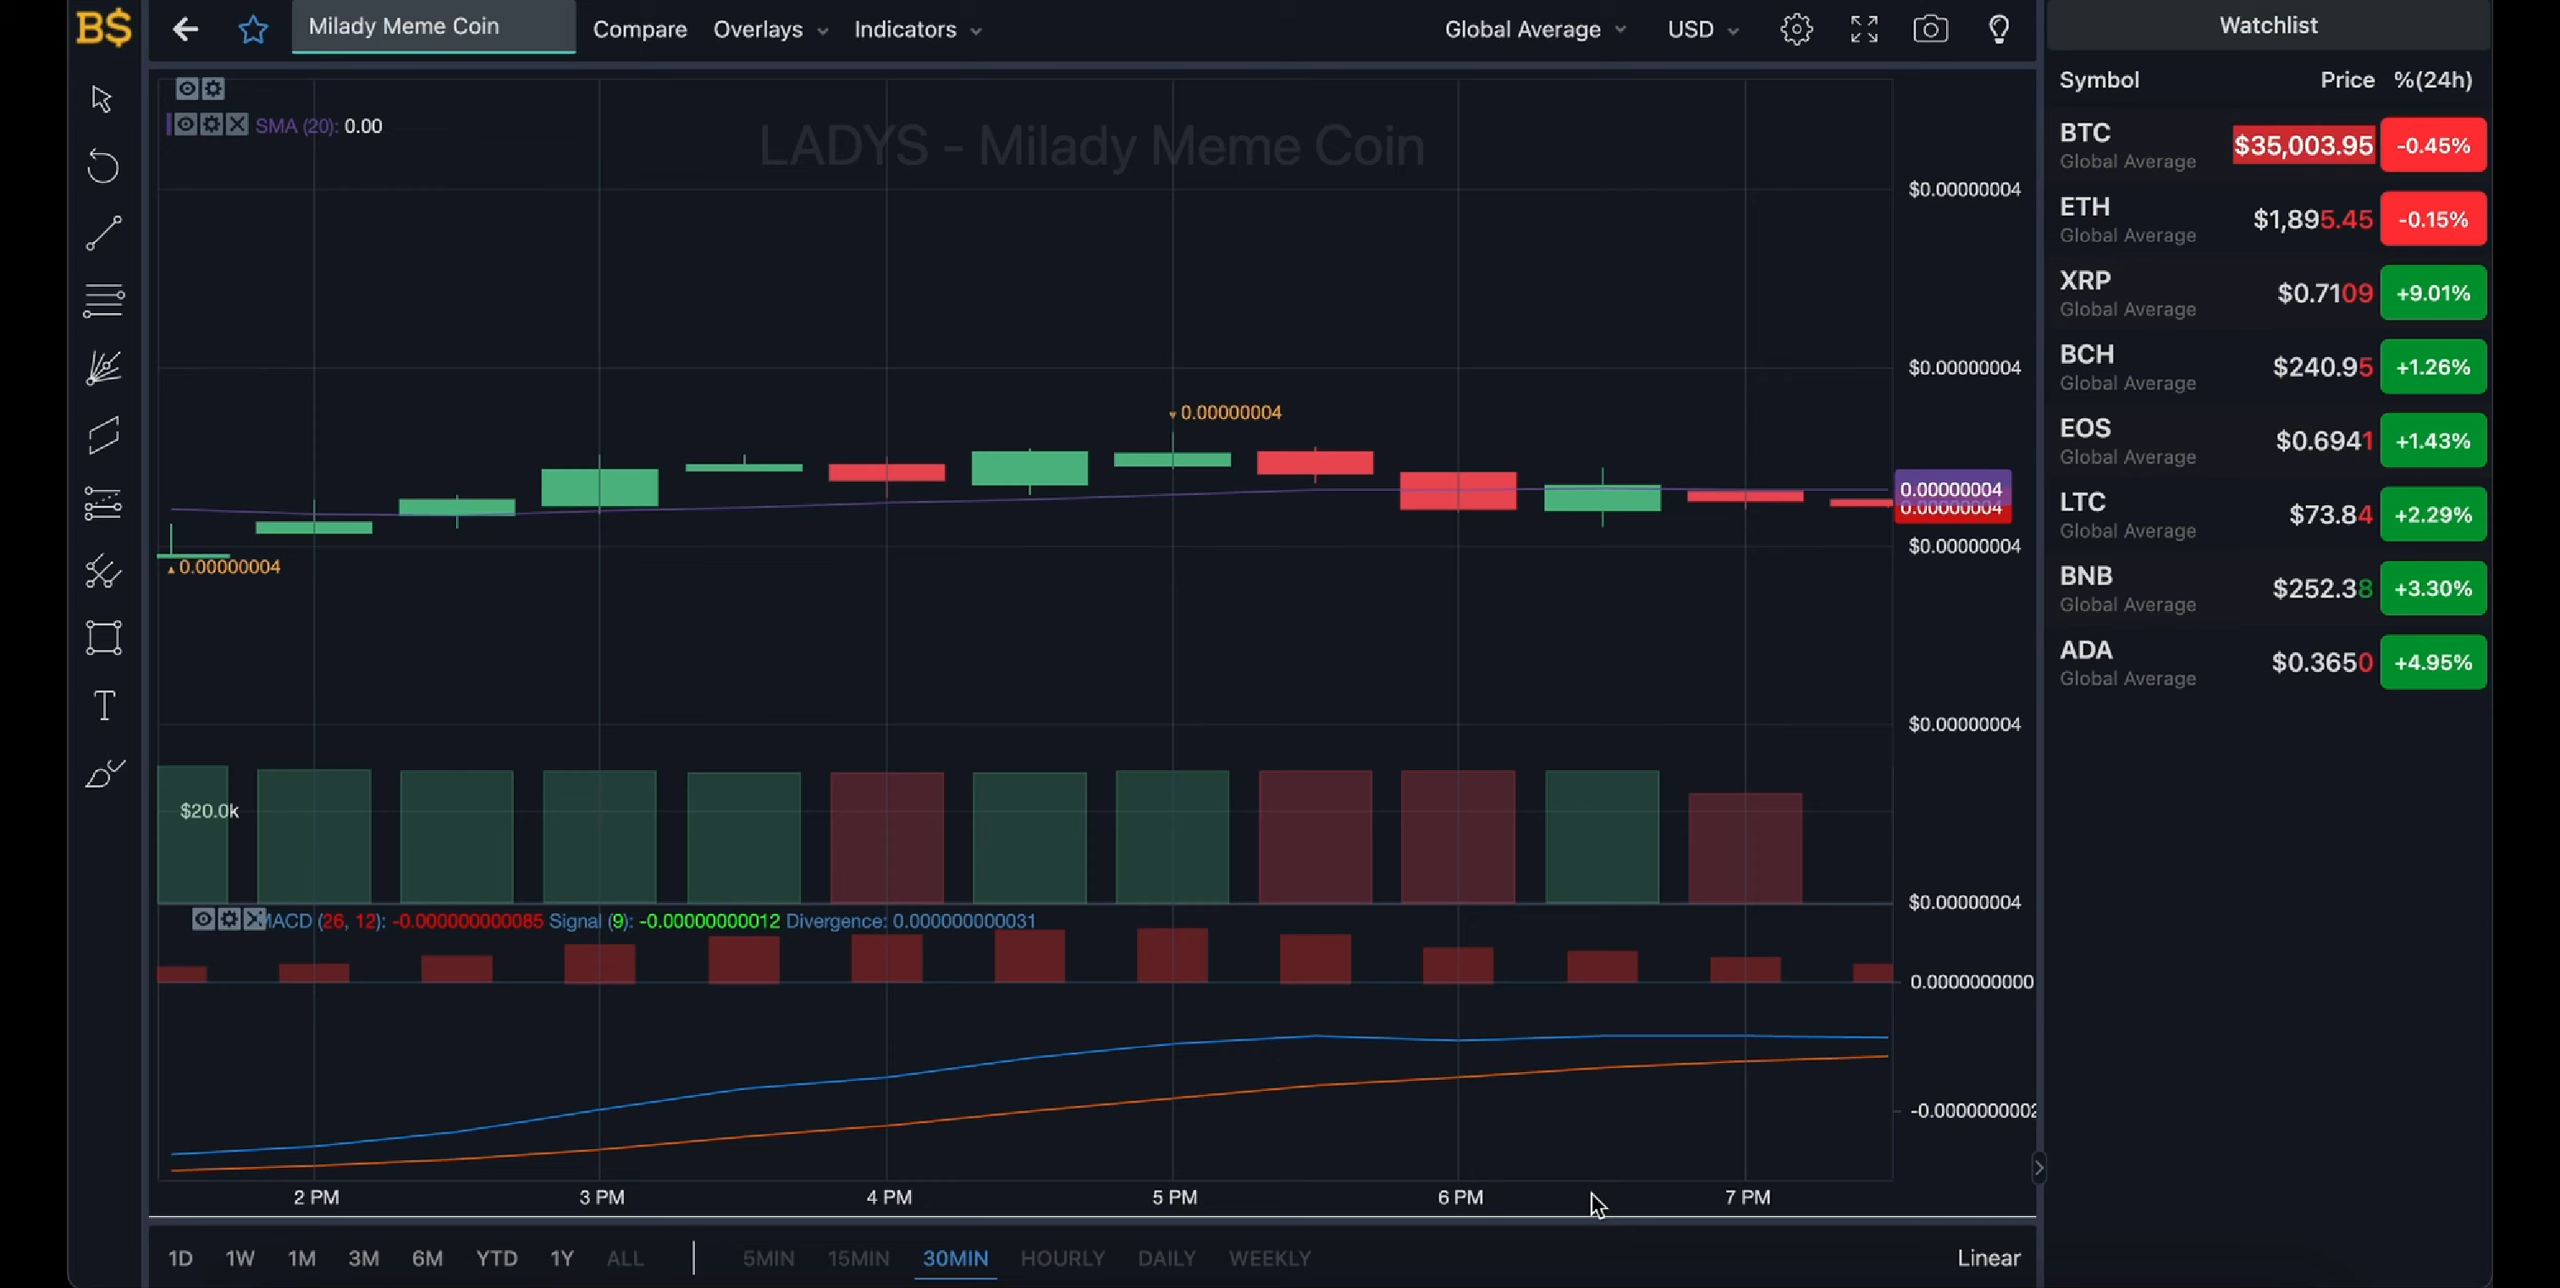 B$
Milady Meme Coin
Compare
Overlays
Indicators
Global Average
USD
SMA (20): 0.00
LADYS - Milady Meme Coin
$0.00000004
$0.00000004
0.00000004
0.00000004
0.00000004
$0.00000004
0.00000004
$0.00000004
$20.0k
$0.00000004
MACD (26, 12): -0.000000000085 Signal (9): -0.00000000012 Divergence: 0.000000000031
0.0000000000
-0.0000000002
2 PM 3 PM 4 PM 5 PM 6 PM 7 PM
1D 1W 1M 3M 6M YTD 1Y ALL 5MIN 15MIN 30MIN HOURLY DAILY WEEKLY Linear
Watchlist
Symbol Price %(24h)
BTC $35,003.95 -0.45%
Global Average
ETH $1,895.45 -0.15%
Global Average
XRP $0.7109 +9.01%
Global Average
BCH $240.95 +1.26%
Global Average
EOS $0.6941 +1.43%
Global Average
LTC $73.84 +2.29%
Global Average
BNB $252.38 +3.30%
Global Average
ADA $0.3650 +4.95%
Global Average